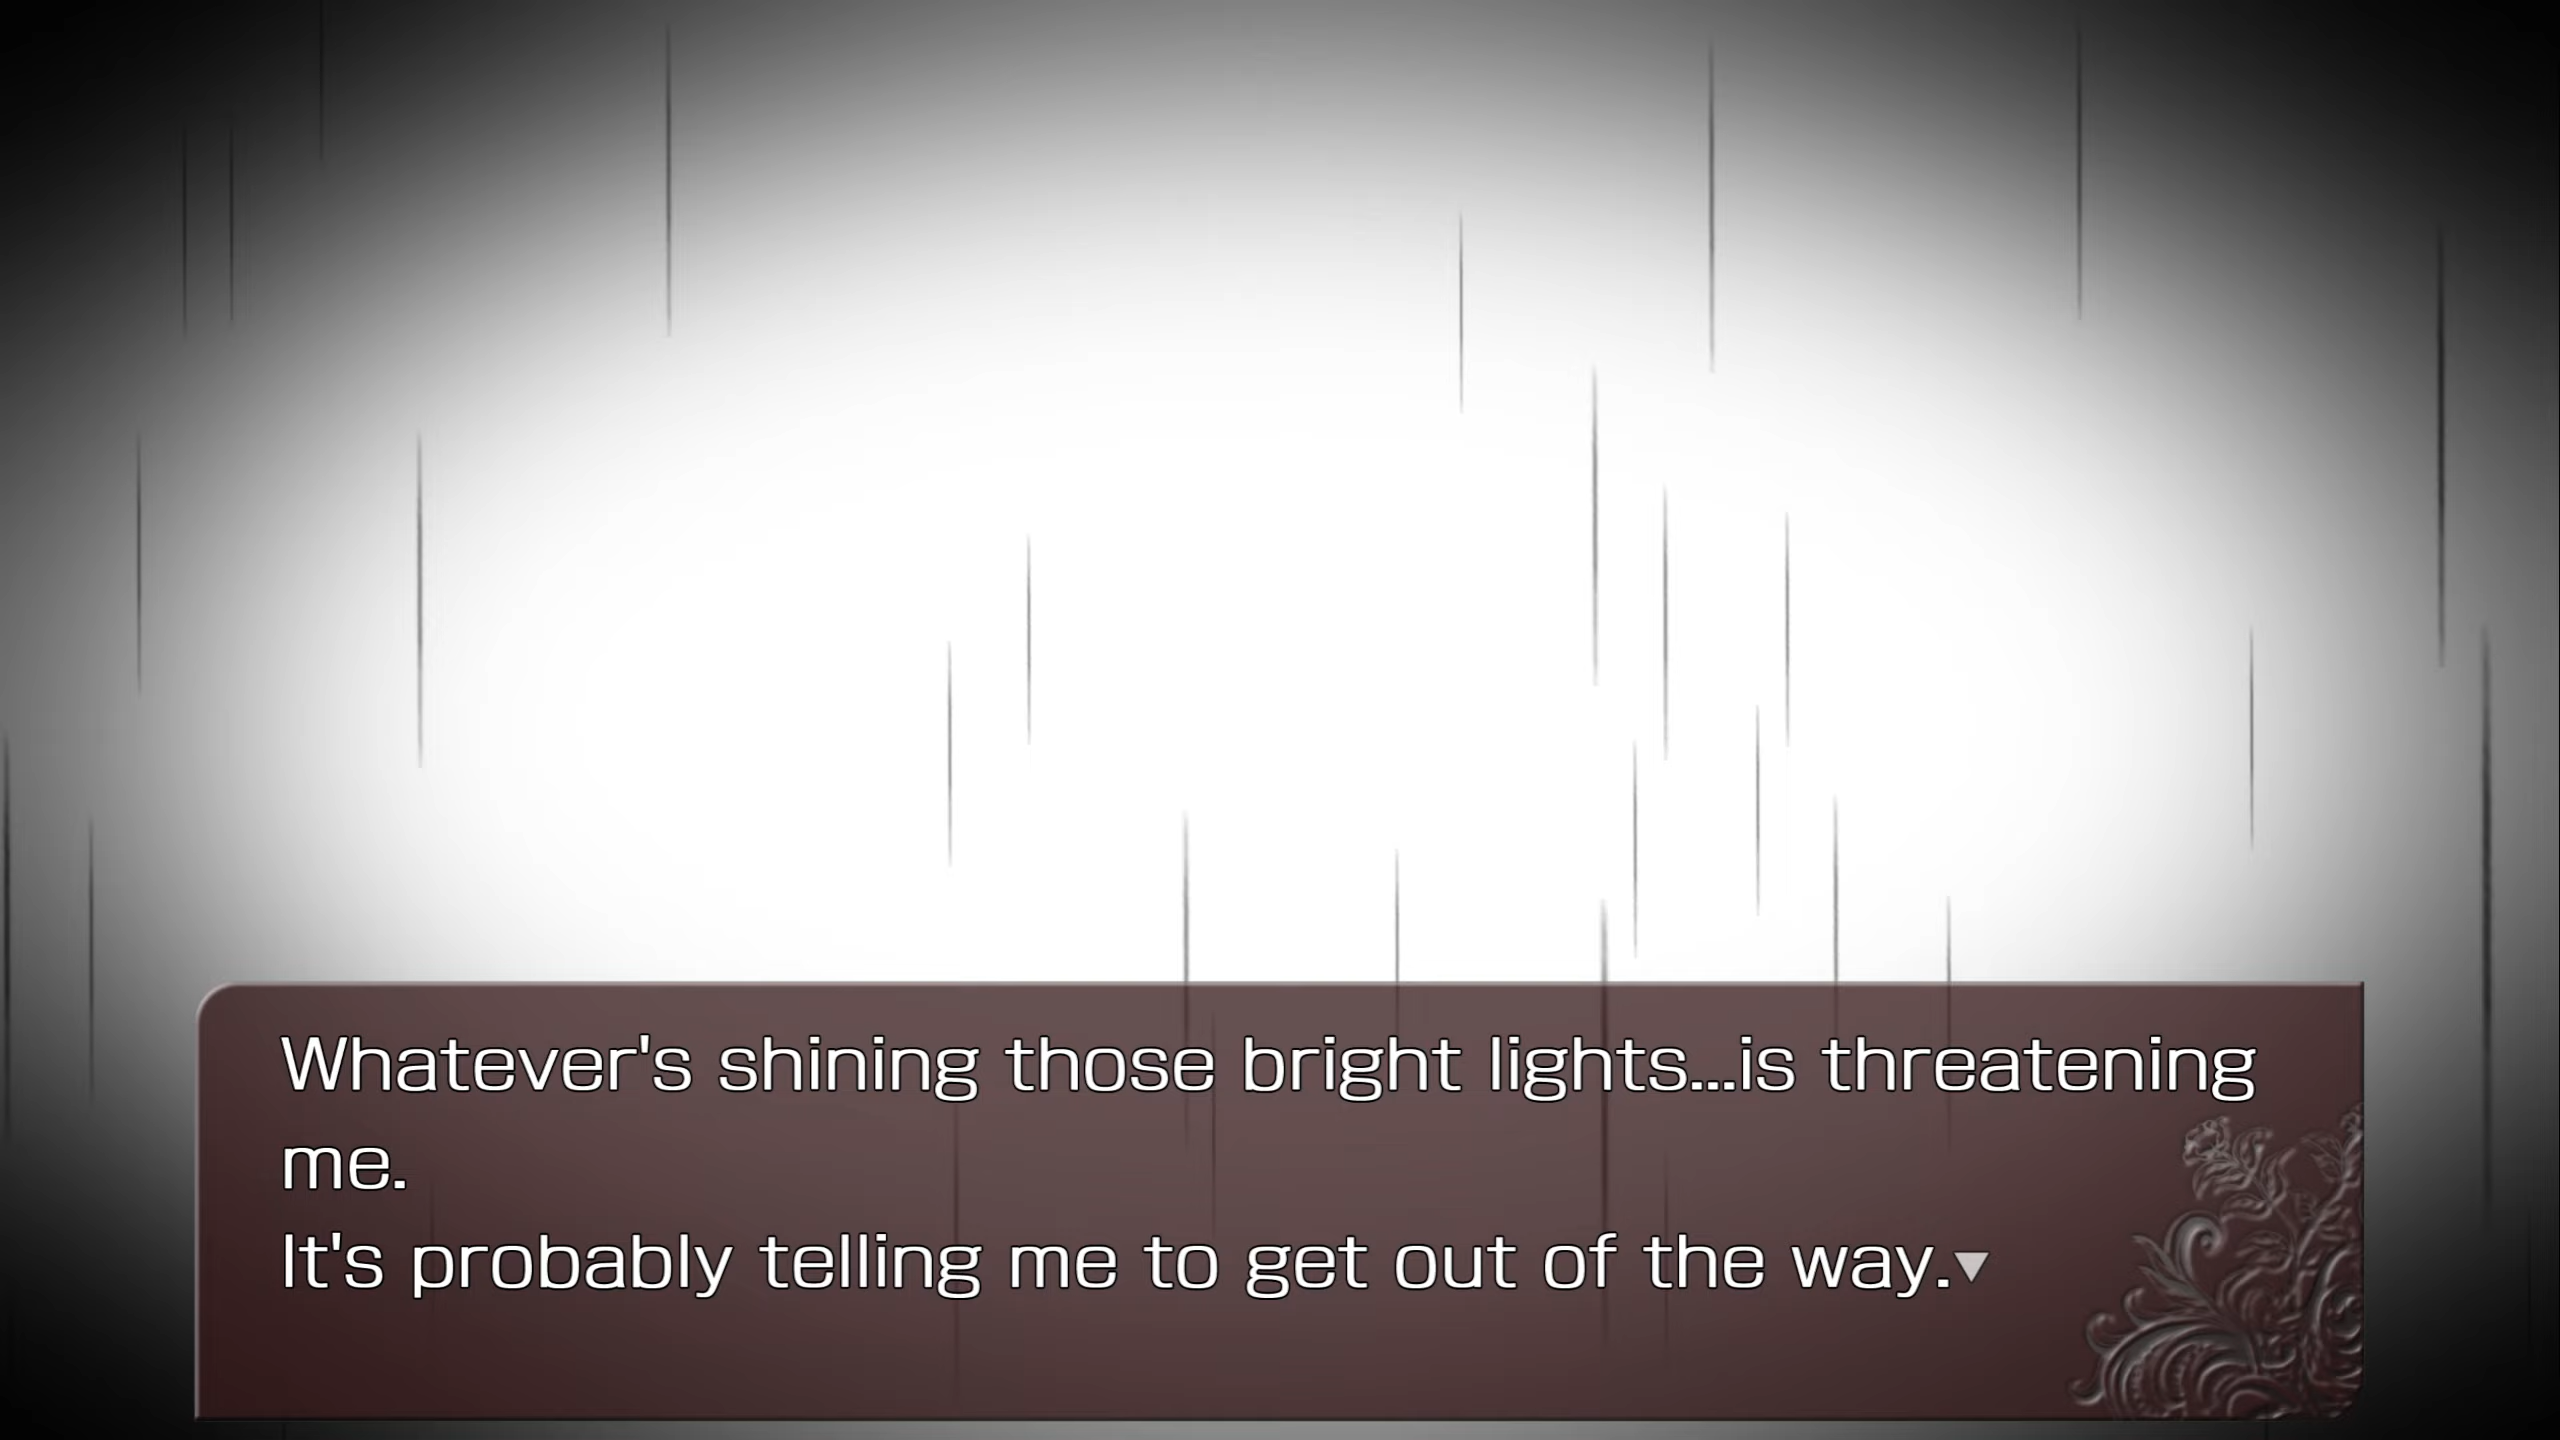 Whatever's shining those bright lights...is threatening
me.
It's probably telling me to get out of the way.